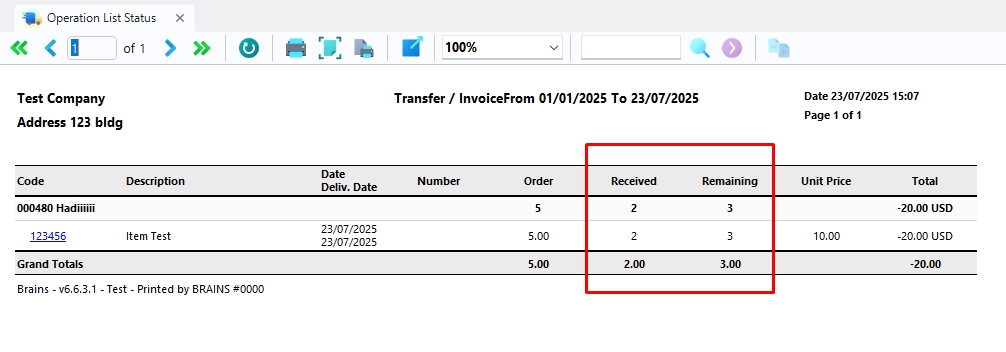 Operation List Status
1 of 1 100%
Test Company Transfer / InvoiceFrom 01/01/2025 To 23/07/2025 Date 23/07/2025 15:07
Address 123 bldg Page 1 of 1
Code Description Date Deliv. Date Number Order Received Remaining Unit Price Total
000480 Hadiiiiii 5 2 3 -20.00 USD
123456 Item Test 23/07/2025 23/07/2025 5.00 2 3 10.00 -20.00 USD
Grand Totals 5.00 2.00 3.00 -20.00
Brains - v6.6.3.1 - Test - Printed by BRAINS #0000